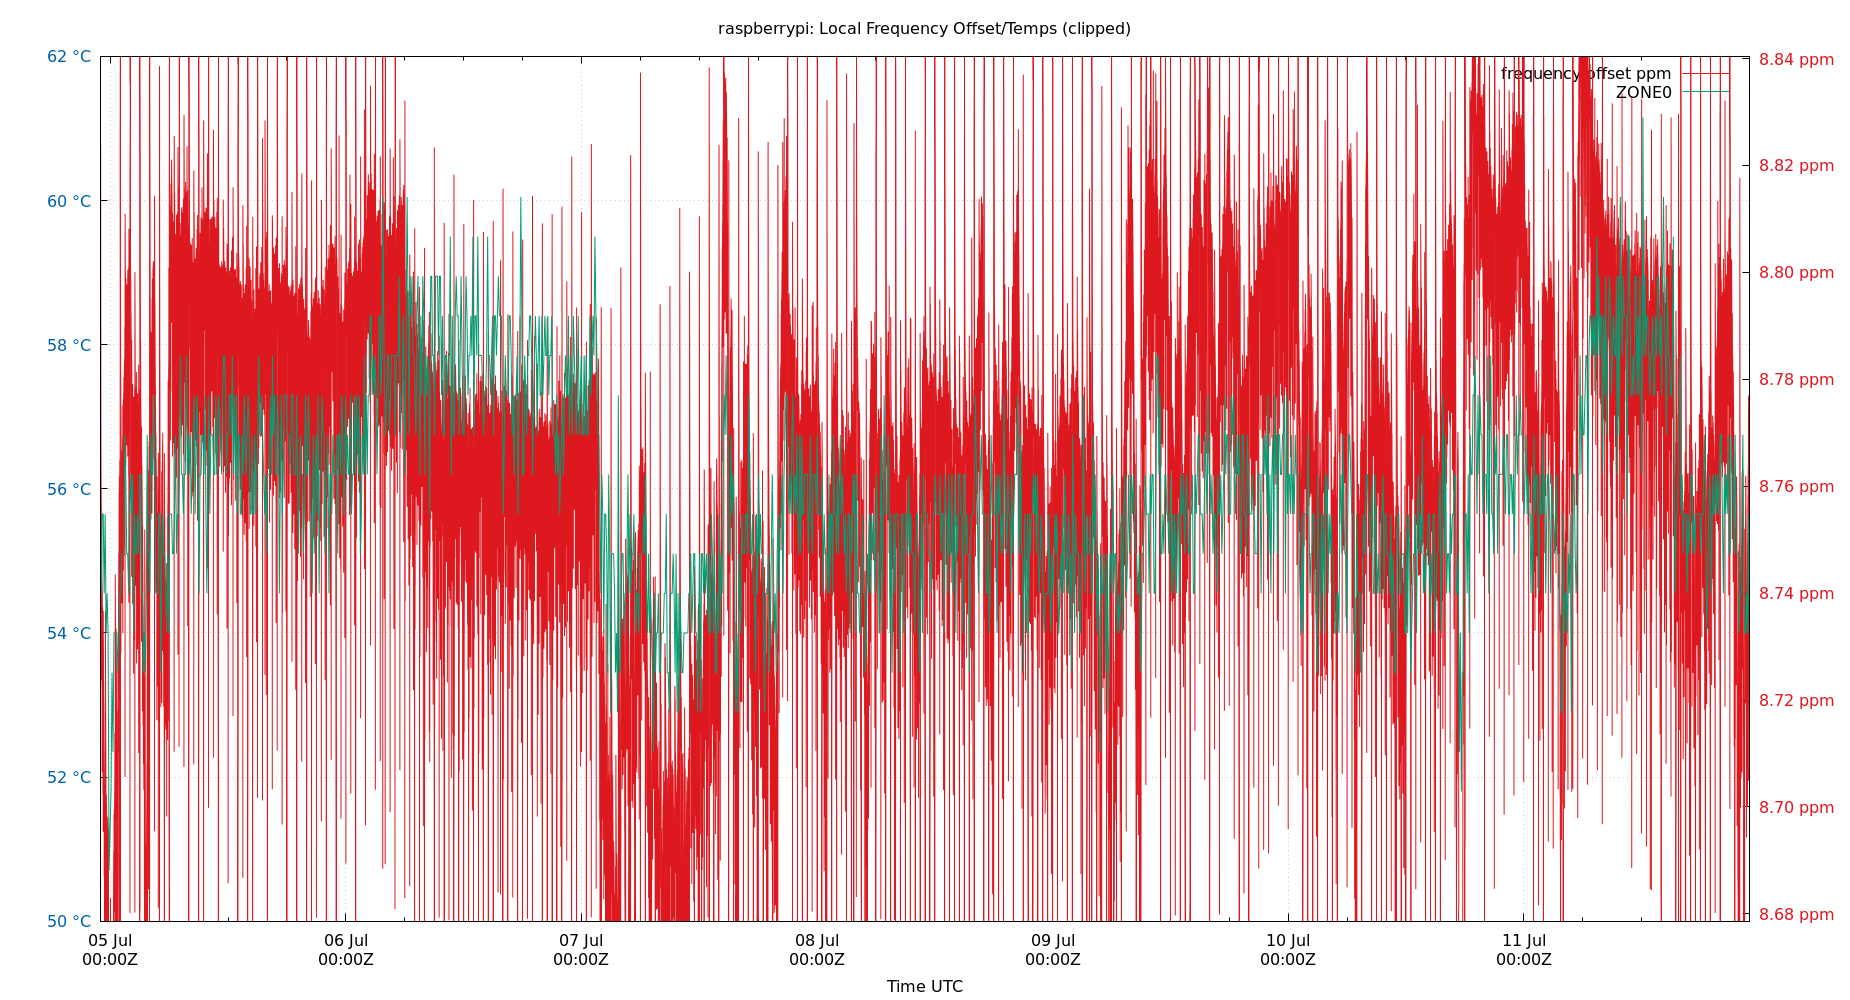 raspberrypi: Local Frequency Offset/Temps (clipped)
62 °C
60 °C
58 °C
56 °C
54 °C
52 °C
50 °C
8.84 ppm
8.82 ppm
8.80 ppm
8.78 ppm
8.76 ppm
8.74 ppm
8.72 ppm
8.70 ppm
8.68 ppm
frequency offset ppm
ZONE0
05 Jul
00:00Z
06 Jul
00:00Z
07 Jul
00:00Z
08 Jul
00:00Z
09 Jul
00:00Z
10 Jul
00:00Z
11 Jul
00:00Z
Time UTC